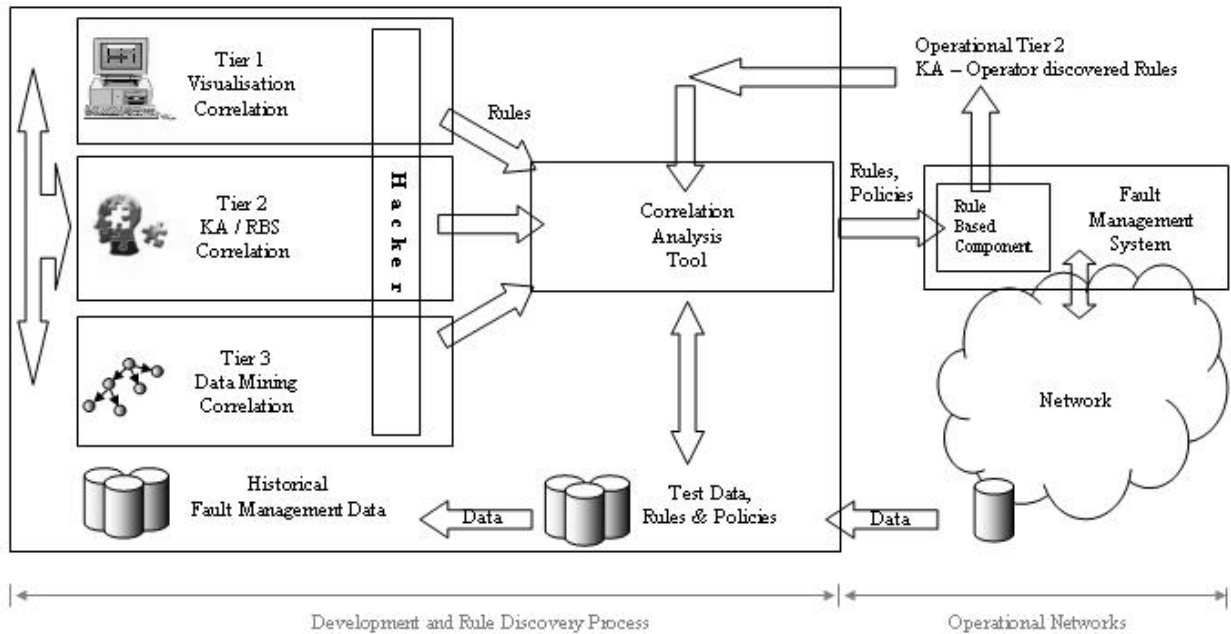 Tier 1
Visualisation
Correlation
Tier 2
KA / RBS
Correlation
Tier 3
Data Mining
Correlation
Hacker
Rules
Correlation
Analysis
Tool
Operational Tier 2
KA – Operator discovered Rules
Rules,
Policies
Rule
Based
Component
Fault
Management
System
Network
Historical
Fault Management Data
Data
Test Data,
Rules & Policies
Data
Development and Rule Discovery Process
Operational Networks